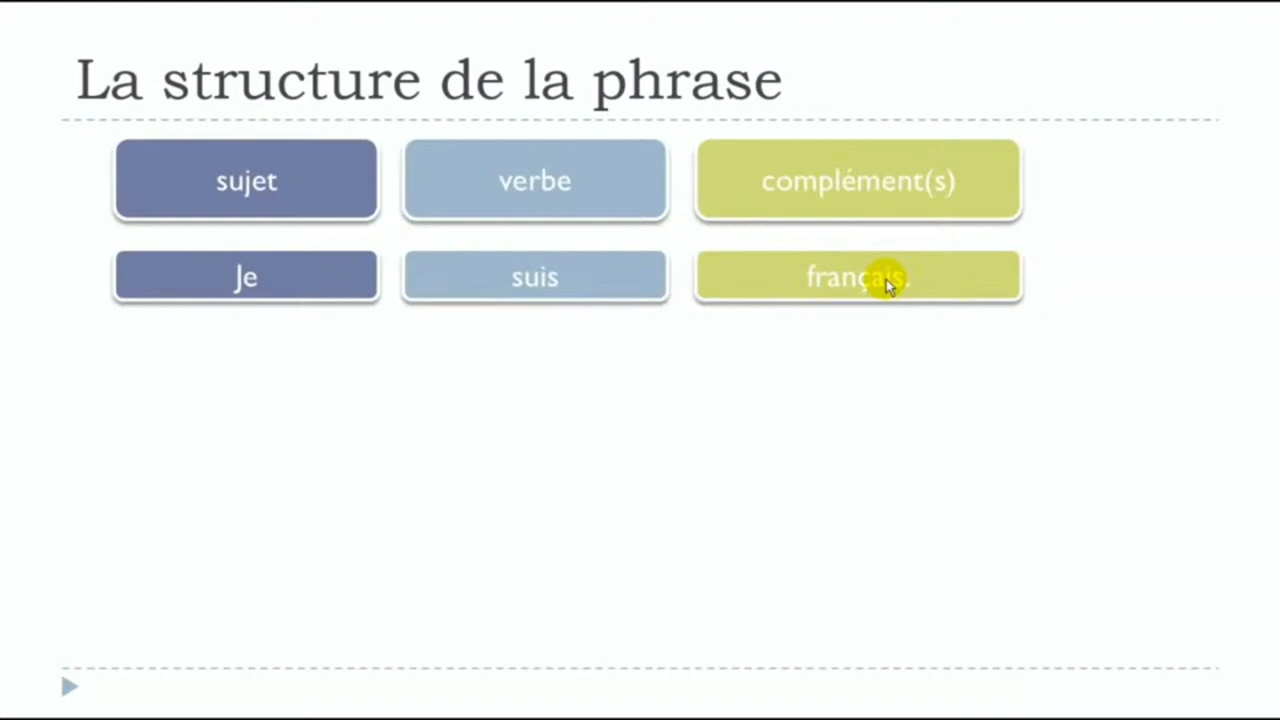 La structure de la phrase
sujet verbe complément(s)
Je suis français.